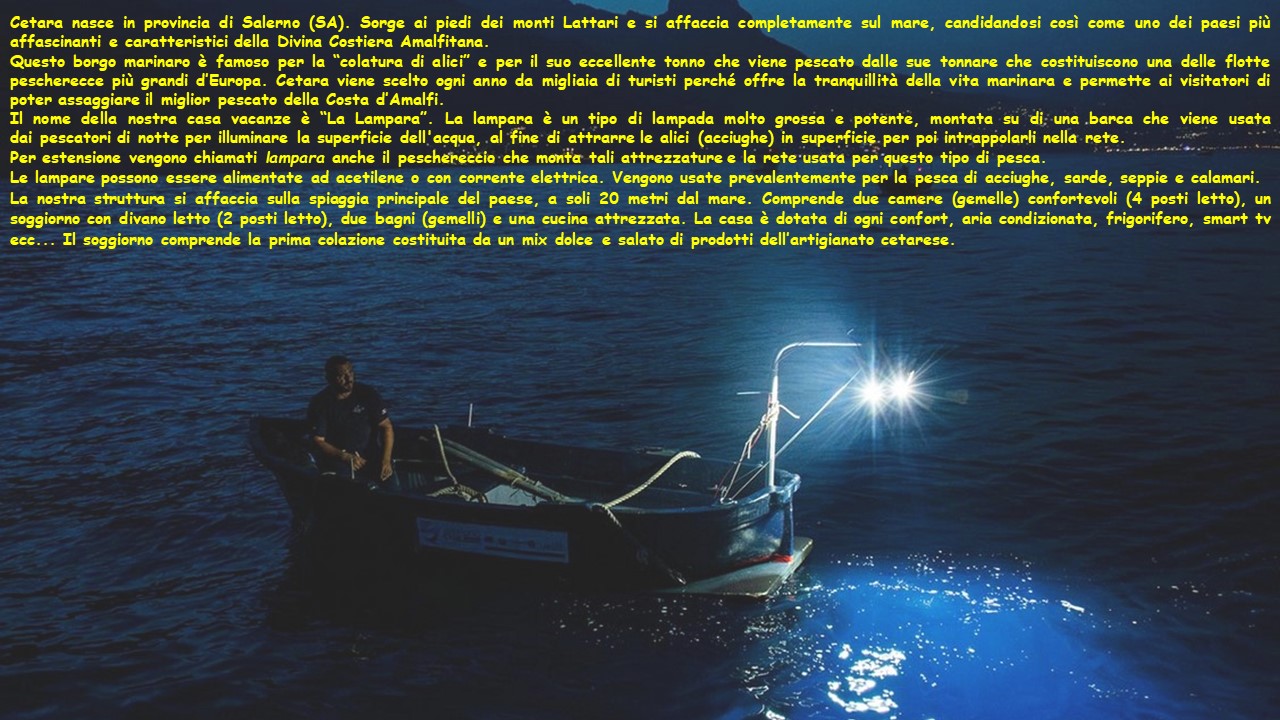 Cetara nasce in provincia di Salerno (SA). Sorge ai piedi dei monti Lattari e si affaccia completamente sul mare, candidandosi così come uno dei paesi più
affascinanti e caratteristici della Divina Costiera Amalfitana.
Questo borgo marinaro è famoso per la “colatura di alici” e per il suo eccellente tonno che viene pescato dalle sue tonnare che costituiscono una delle flotte
pescherecce più grandi d’Europa. Cetara viene scelto ogni anno da migliaia di turisti perché offre la tranquillità della vita marinara e permette ai visitatori di
poter assaggiare il miglior pescato della Costa d’Amalfi.
Il nome della nostra casa vacanze è “La Lampara”. La lampara è un tipo di lampada molto grossa e potente, montata su di una barca che viene usata
dai pescatori di notte per illuminare la superficie dell'acqua, al fine di attrarre le alici (acciughe) in superficie per poi intrappolarli nella rete.
Per estensione vengono chiamati lampara anche il peschereccio che monta tali attrezzature e la rete usata per questo tipo di pesca.
Le lampare possono essere alimentate ad acetilene o con corrente elettrica. Vengono usate prevalentemente per la pesca di acciughe, sarde, seppie e calamari.
La nostra struttura si affaccia sulla spiaggia principale del paese, a soli 20 metri dal mare. Comprende due camere (gemelle) confortevoli (4 posti letto), un
soggiorno con divano letto (2 posti letto), due bagni (gemelli) e una cucina attrezzata. La casa è dotata di ogni confort, aria condizionata, frigorifero, smart tv
ecc... Il soggiorno comprende la prima colazione costituita da un mix dolce e salato di prodotti dell’artigianato cetarese.